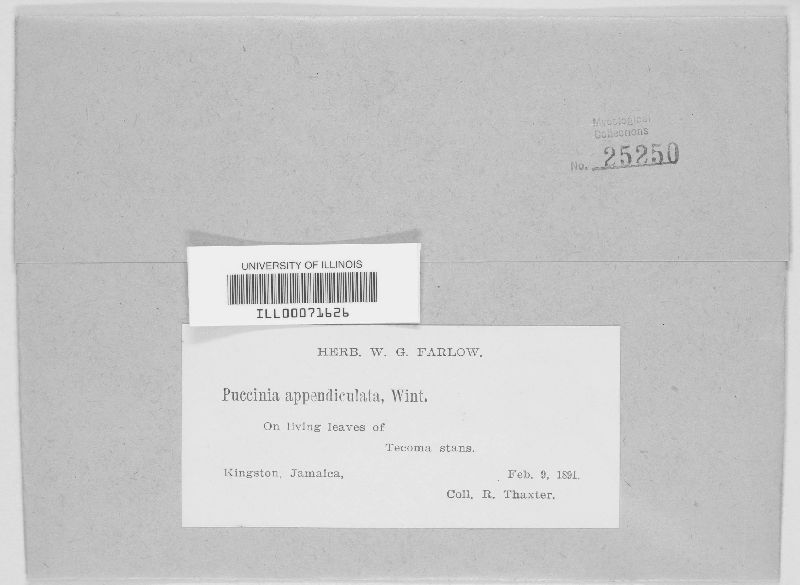 Mycological
Collections
No. 25250
UNIVERSITY OF ILLINOIS
ILL00071626
HERB. W. G. FARLOW.
Puccinia appendiculata, Wint.
On living leaves of
Tecoma stans.
Kingston, Jamaica, Feb. 9, 1891.
Coll. R. Thaxter.